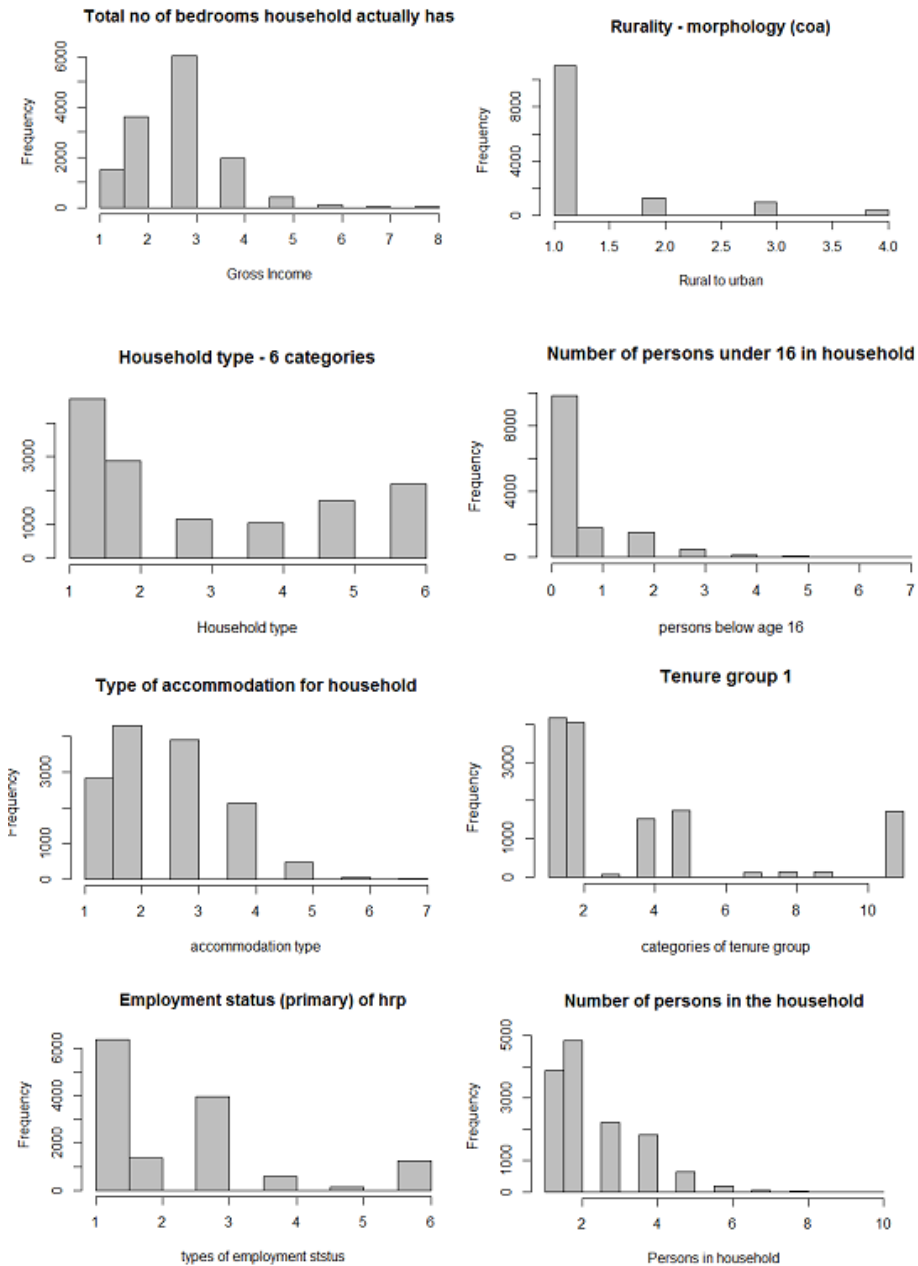 Total no of bedrooms household actually has
Frequency
0 2000 4000 6000
1 2 3 4 5 6 7 8
Gross Income
Rurality - morphology (coa)
Frequency
0 4000 8000
1.0 1.5 2.0 2.5 3.0 3.5 4.0
Rural to urban
Household type - 6 categories
Frequency
0 1000 3000
1 2 3 4 5 6
Household type
Number of persons under 16 in household
Frequency
0 4000 8000
0 1 2 3 4 5 6 7
persons below age 16
Type of accommodation for household
Frequency
0 1000 3000
1 2 3 4 5 6 7
accommodation type
Tenure group 1
Frequency
0 1000 3000
2 4 6 8 10
categories of tenure group
Employment status (primary) of hrp
Frequency
0 2000 4000 6000
1 2 3 4 5 6
types of employment ststus
Number of persons in the household
Frequency
0 1000 3000 5000
2 4 6 8 10
Persons in household